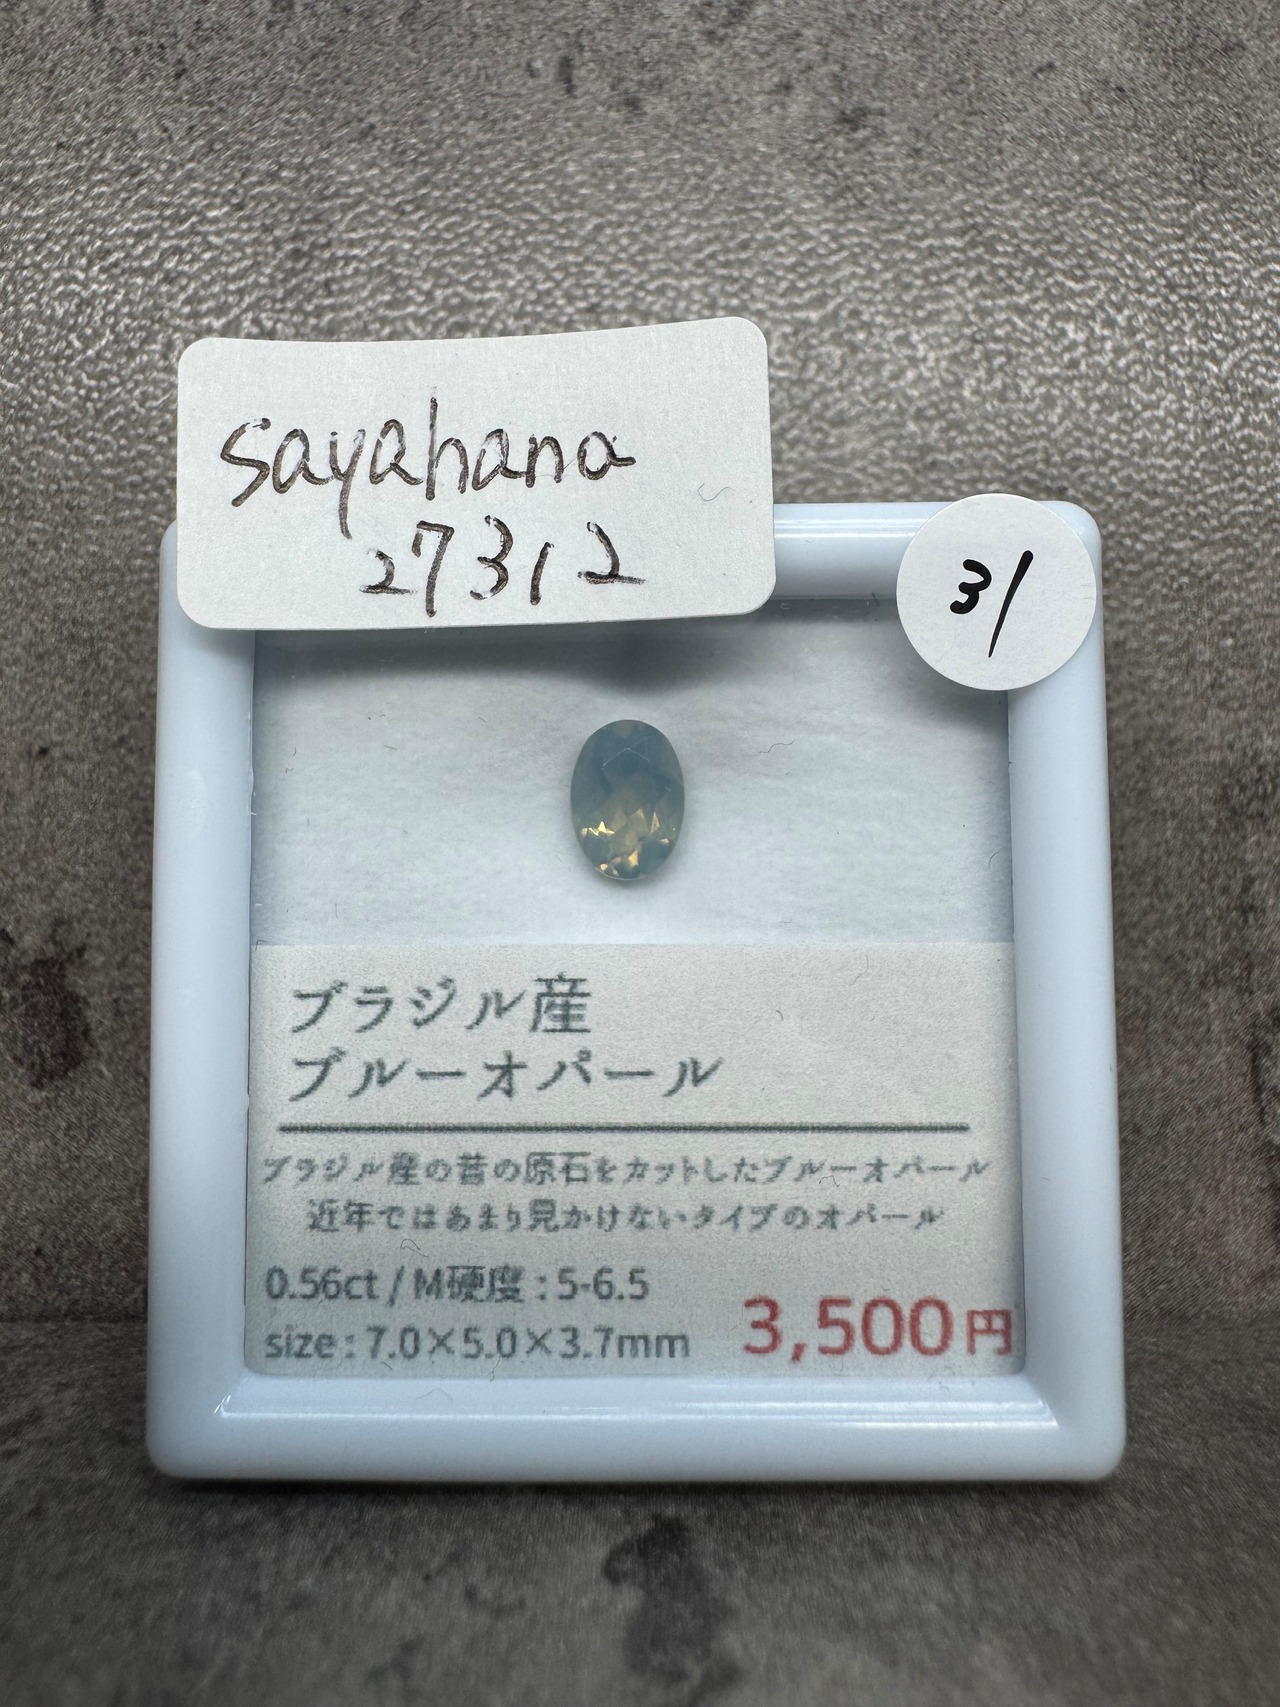 sayahana
27312
31
ブラジル産
ブルーオパール
ブラジル産の昔の原石をカットしたブルーオパール
近年ではあまり見かけないタイプのオパール
0.56ct / M硬度 : 5-6.5
size : 7.0×5.0×3.7mm
3,500円